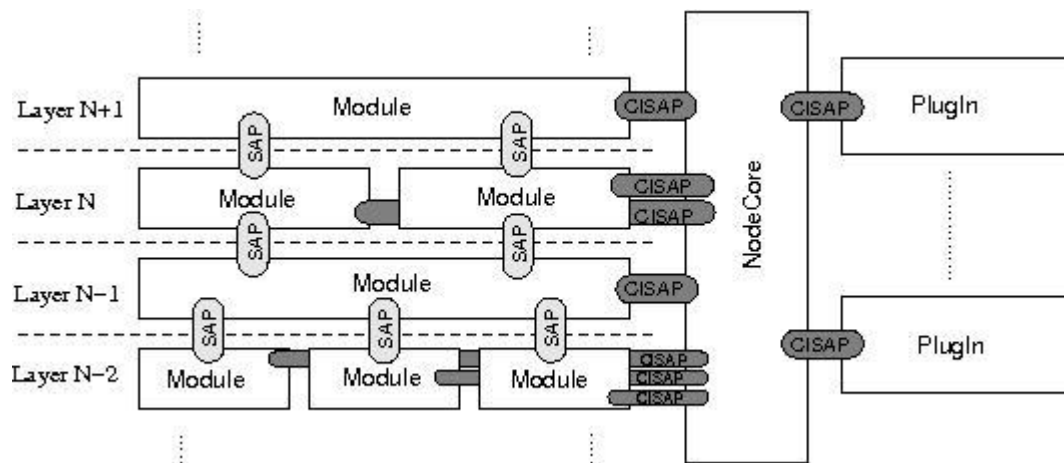 Layer N+1
Module
CISAP
CISAP
PlugIn
SAP
SAP
Layer N
Module
Module
CISAP
CISAP
NodeCore
SAP
SAP
Layer N-1
Module
CISAP
SAP
SAP
SAP
CISAP
PlugIn
Layer N-2
Module
Module
Module
CISAP
CISAP
CISAP